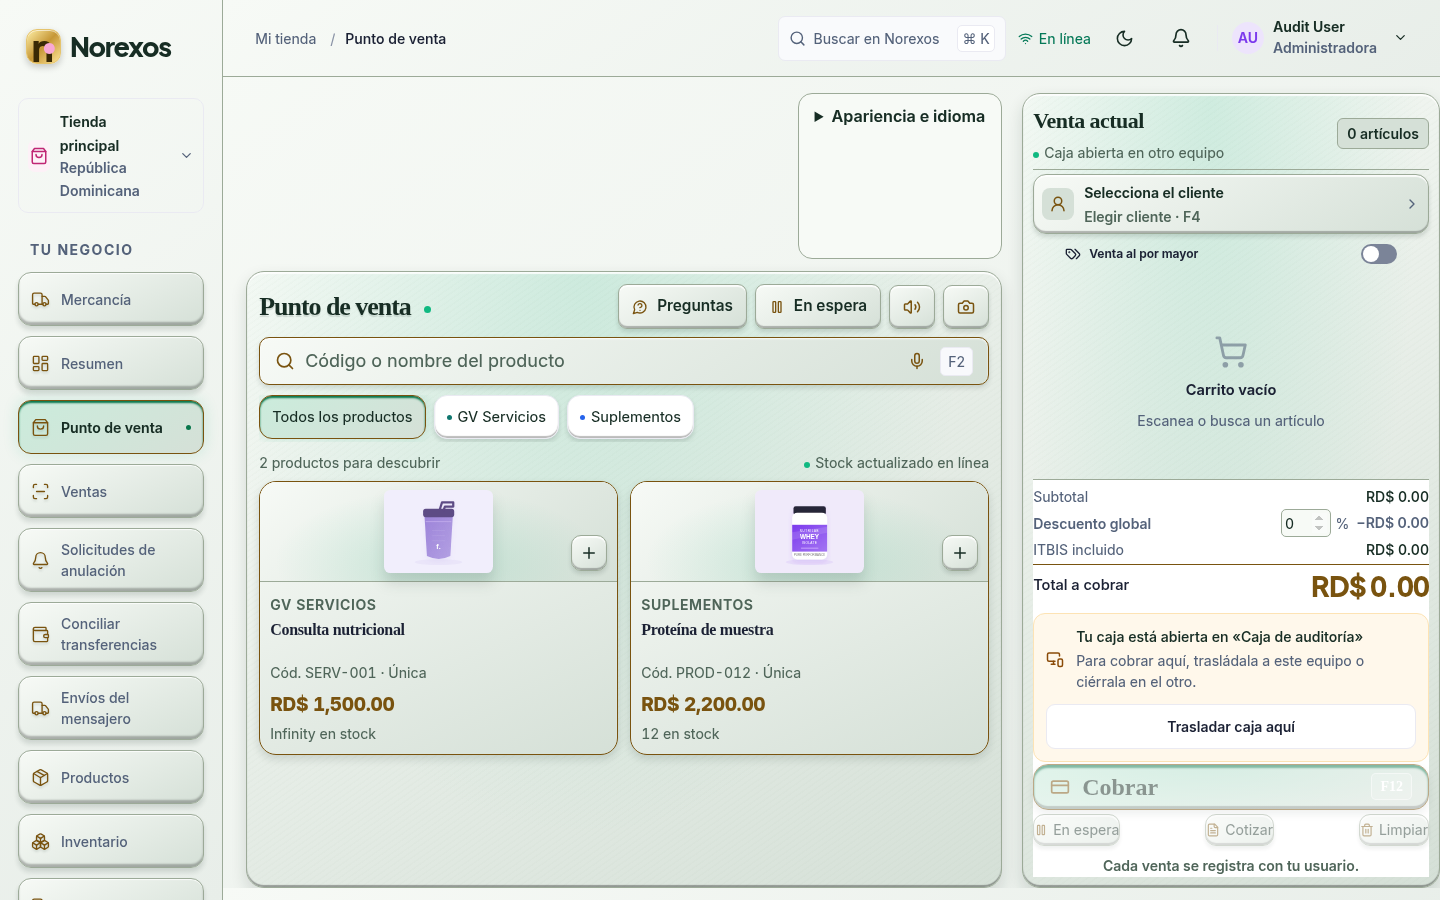 Norexos
Mi tienda / Punto de venta
Buscar en Norexos
⌘ K
En línea
AU
Audit User
Administradora
Tienda
principal
República
Dominicana
TU NEGOCIO
Mercancía
Resumen
Punto de venta
Ventas
Solicitudes de
anulación
Conciliar
transferencias
Envíos del
mensajero
Productos
Inventario
Apariencia e idioma
Punto de venta
Preguntas
En espera
Código o nombre del producto
F2
Todos los productos
GV Servicios
Suplementos
2 productos para descubrir
Stock actualizado en línea
GV SERVICIOS
Consulta nutricional
Cód. SERV-001 · Única
RD$ 1,500.00
Infinity en stock
WHEY
SUPLEMENTOS
Proteína de muestra
Cód. PROD-012 · Única
RD$ 2,200.00
12 en stock
Venta actual
0 artículos
Caja abierta en otro equipo
Selecciona el cliente
Elegir cliente · F4
Venta al por mayor
Carrito vacío
Escanea o busca un artículo
Subtotal RD$ 0.00
Descuento global 0 % −RD$ 0.00
ITBIS incluido RD$ 0.00
Total a cobrar RD$ 0.00
Tu caja está abierta en «Caja de auditoría»
Para cobrar aquí, trasládala a este equipo o
ciérrala en el otro.
Trasladar caja aquí
Cobrar F12
En espera
Cotizar
Limpiar
Cada venta se registra con tu usuario.